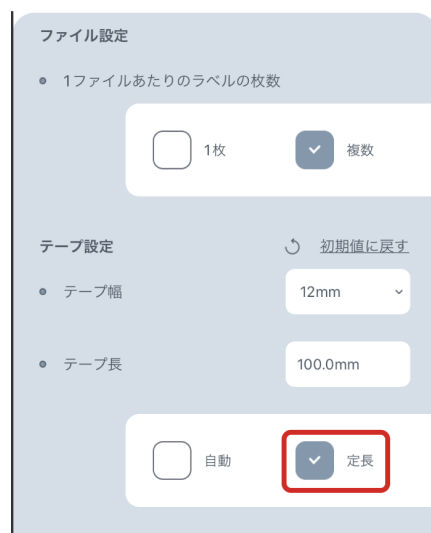 ファイル設定
1ファイルあたりのラベルの枚数
1枚 複数
テープ設定 初期値に戻す
テープ幅 12mm
テープ長 100.0mm
自動 定長